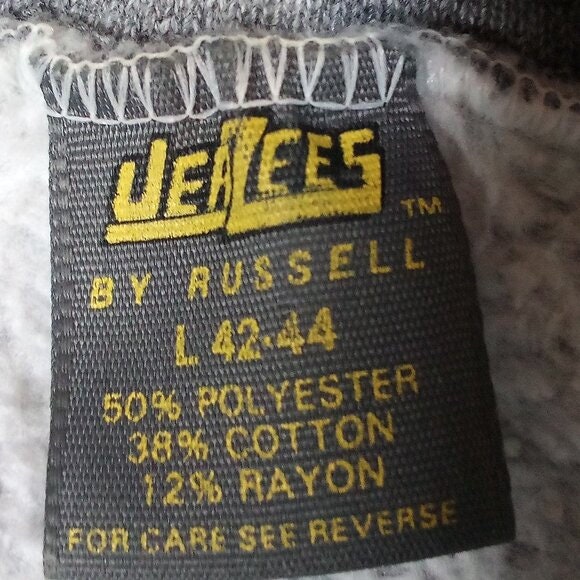 JERZEES TM
BY RUSSELL
L 42-44
50% POLYESTER
38% COTTON
12% RAYON
FOR CARE SEE REVERSE